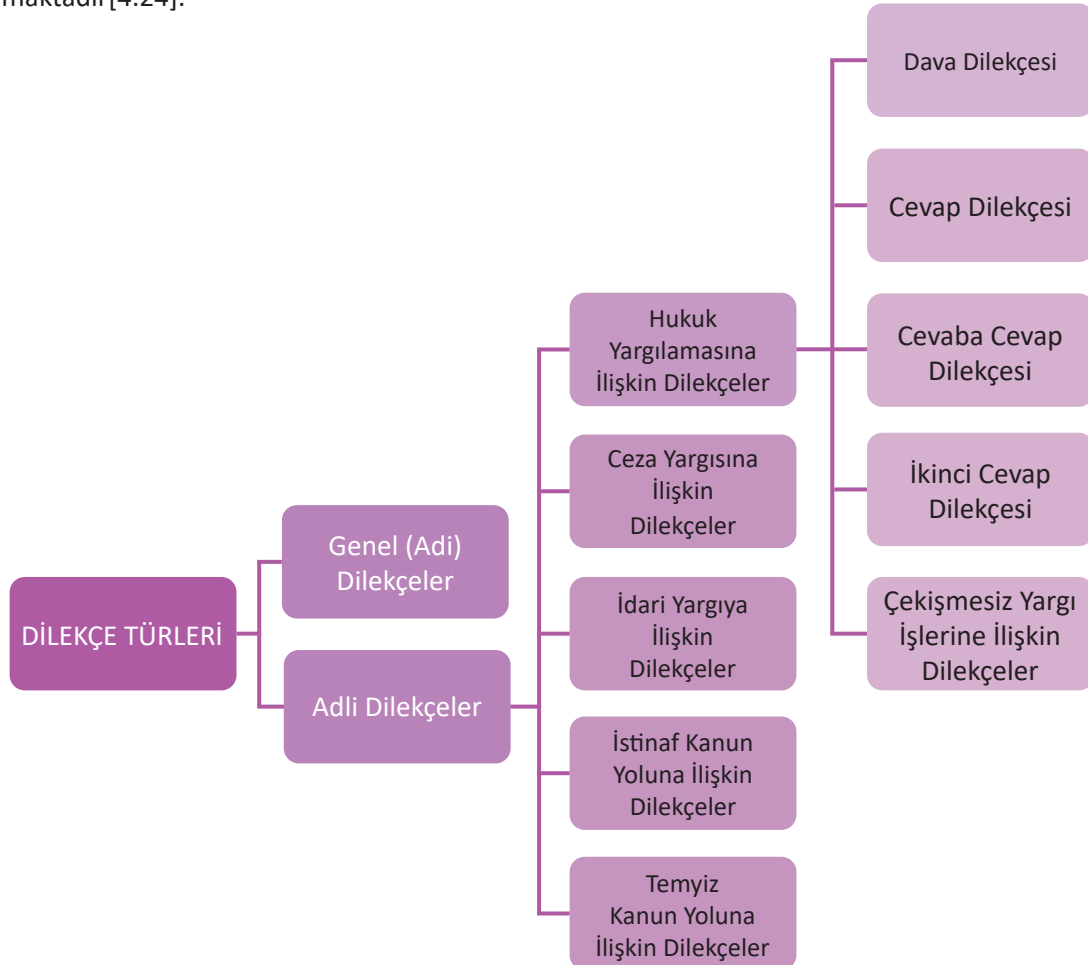 maktadır[4.24].
DİLEKÇE TÜRLERİ
Genel (Adi)
Dilekçeler
Adli Dilekçeler
Hukuk
Yargılamasına
İlişkin Dilekçeler
Ceza Yargısına
İlişkin
Dilekçeler
İdari Yargıya
İlişkin
Dilekçeler
İstinaf Kanun
Yoluna İlişkin
Dilekçeler
Temyiz
Kanun Yoluna
İlişkin Dilekçeler
Dava Dilekçesi
Cevap Dilekçesi
Cevaba Cevap
Dilekçesi
İkinci Cevap
Dilekçesi
Çekişmesiz Yargı
İşlerine İlişkin
Dilekçeler